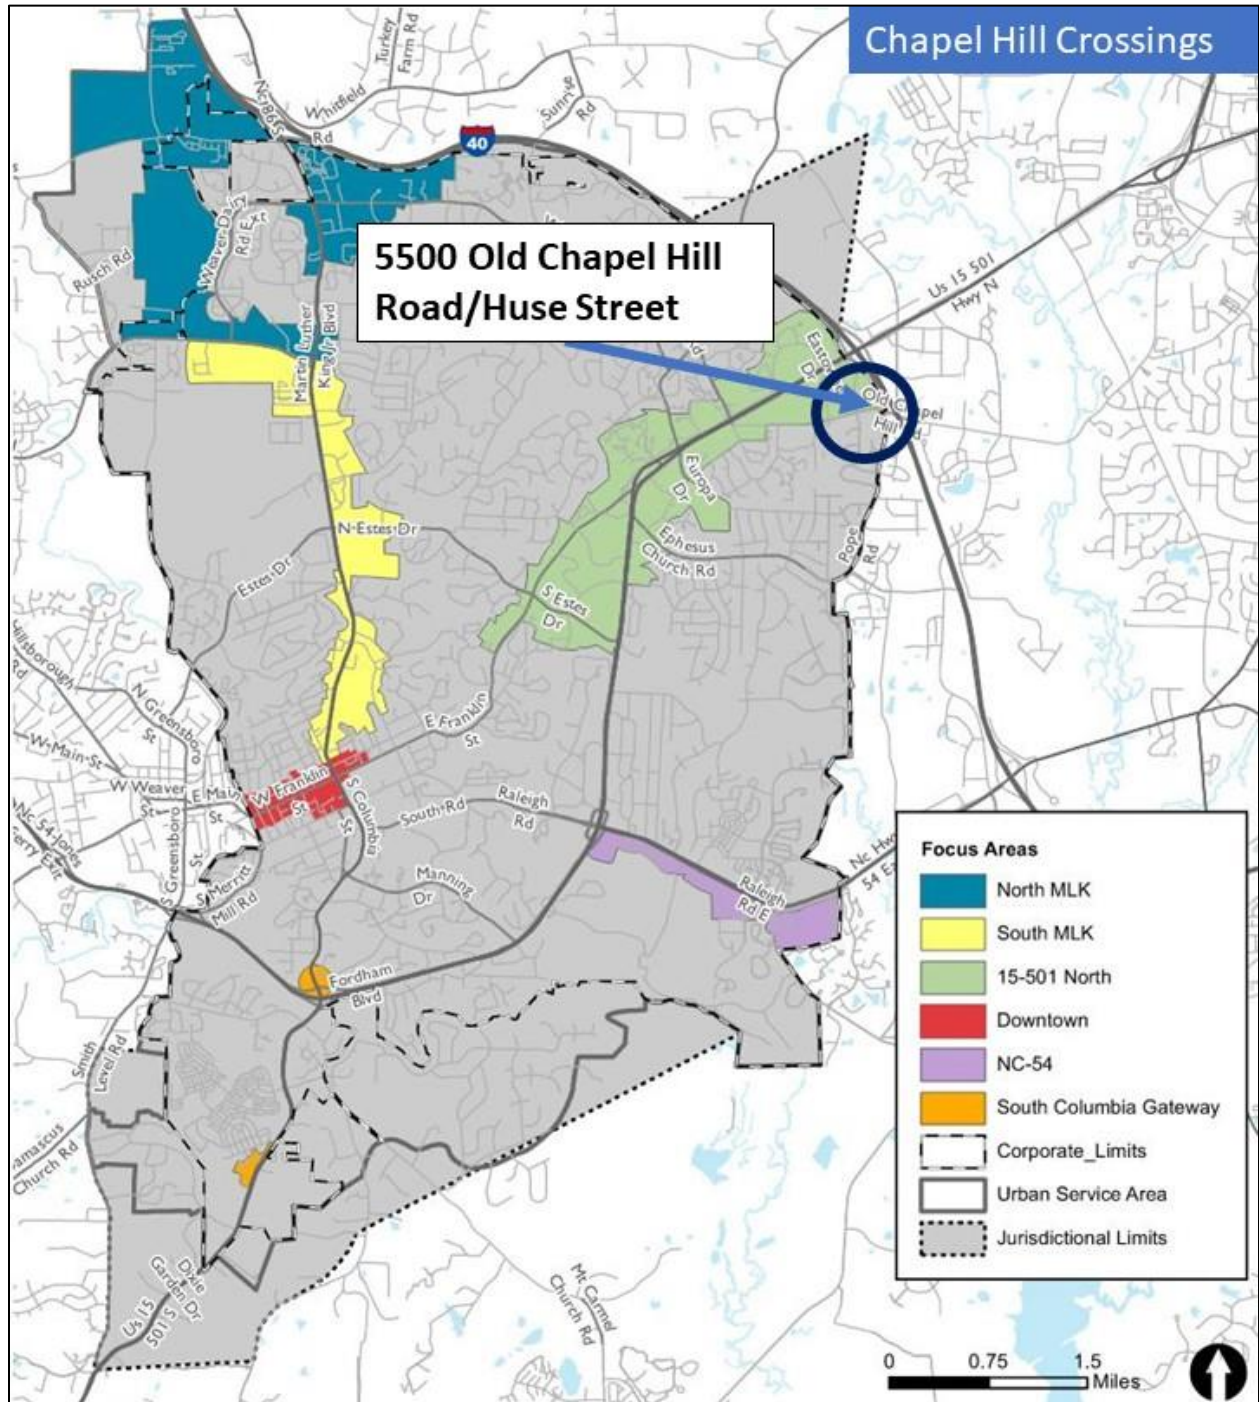 Chapel Hill Crossings
Turkey
Farm Rd
Whitfield
Rd
Sunrise
Rd
Nc 86 S
40
5500 Old Chapel Hill
Road/Huse Street
Rusch Rd
Weaver Dairy
Rd Ext
Martin Luther
King Jr Blvd
Us 15 501
Hwy N
Dr
Old Chapel
Hill Rd
Europa
Dr
N Estes Dr
Estes Dr
Ephesus
Church Rd
Pope
Rd
S Estes
Dr
Hillsborough
Rd
N Greensboro
St
W Main St
E Franklin
St
W Weaver
St
E Main
St
W Franklin
St
S Columbia
St
South Rd
Raleigh
Rd
Nc 54
S Greensboro
St
S Merritt
Mill Rd
Manning
Dr
Raleigh
Rd E
Nc Hwy
54 E
Fordham
Blvd
Smith
Level Rd
Church Rd
Dixie
Garden Dr
Us 15
501 S
Mt Carmel
Church Rd
Focus Areas
North MLK
South MLK
15-501 North
Downtown
NC-54
South Columbia Gateway
Corporate_Limits
Urban Service Area
Jurisdictional Limits
0 0.75 1.5
Miles